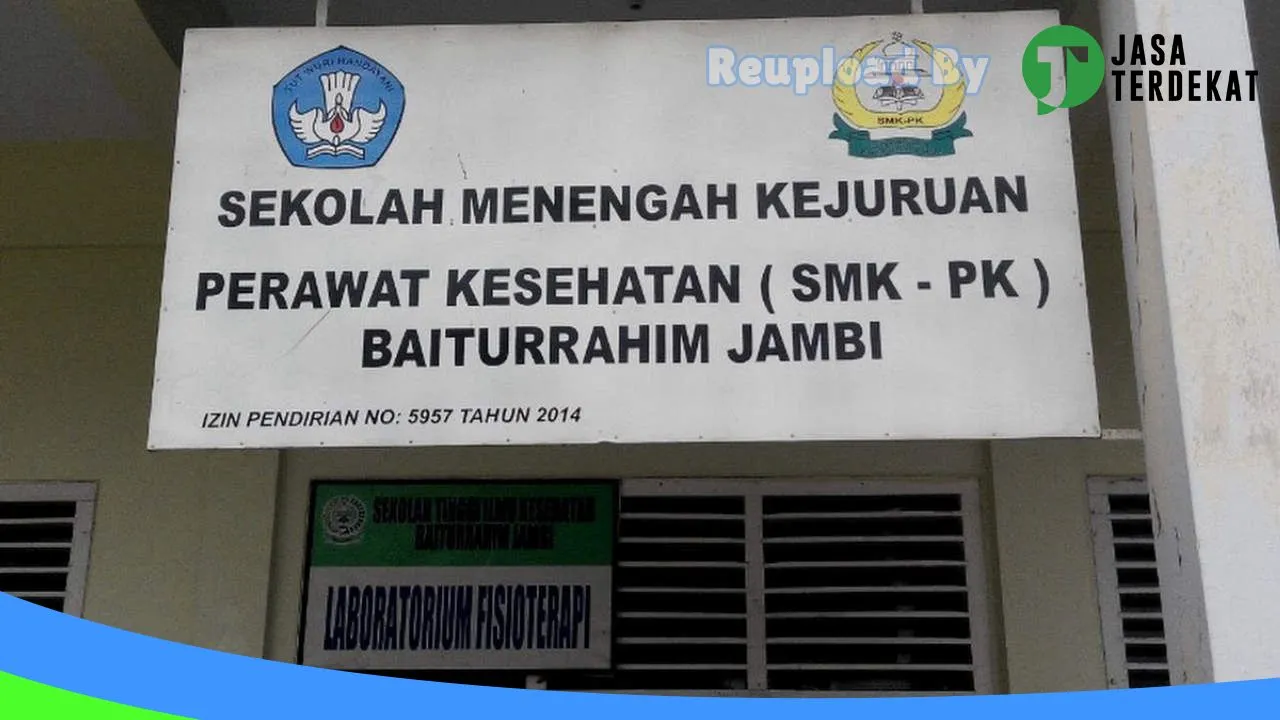 Reupload By
JASA
TERDEKAT
TUT WURI HANDAYANI
SMK-PK
SEKOLAH MENENGAH KEJURUAN
PERAWAT KESEHATAN ( SMK - PK )
BAITURRAHIM JAMBI
IZIN PENDIRIAN NO: 5957 TAHUN 2014
SEKOLAH TINGGI ILMU KESEHATAN
BAITURRAHIM JAMBI
LABORATORIUM FISIOTERAPI